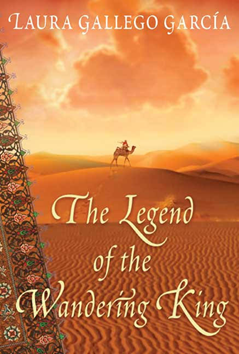 LAURA GALLEGO GARCÍA
The Legend
of the
Wandering King